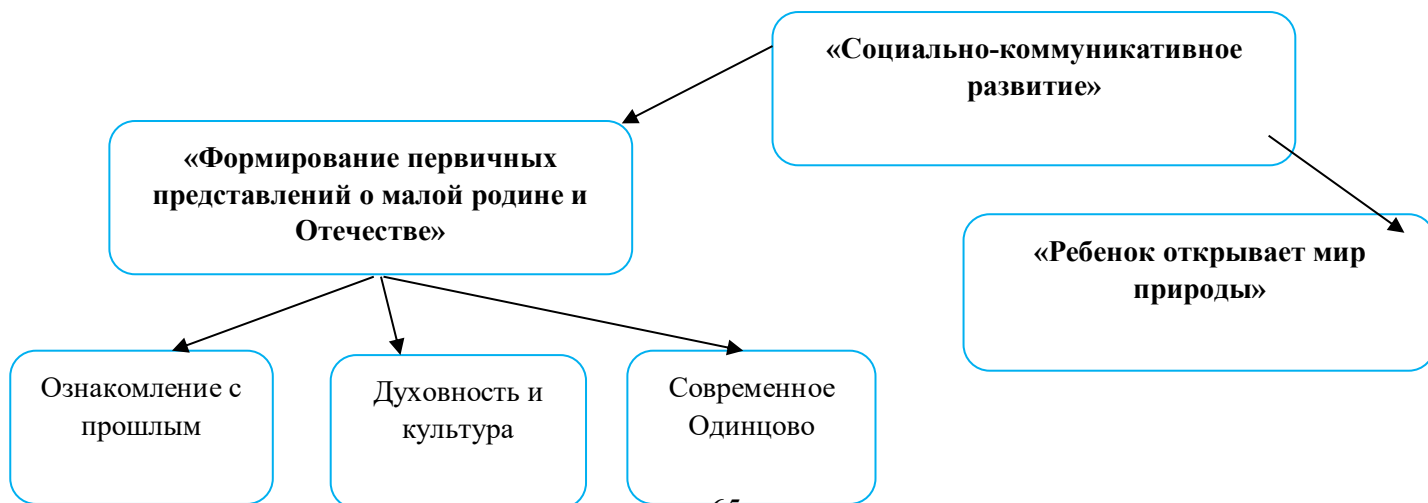 «Социально-коммуникативное
развитие»
«Формирование первичных
представлений о малой родине и
Отечестве»
«Ребенок открывает мир
природы»
Ознакомление с
прошлым
Духовность и
культура
Современное
Одинцово